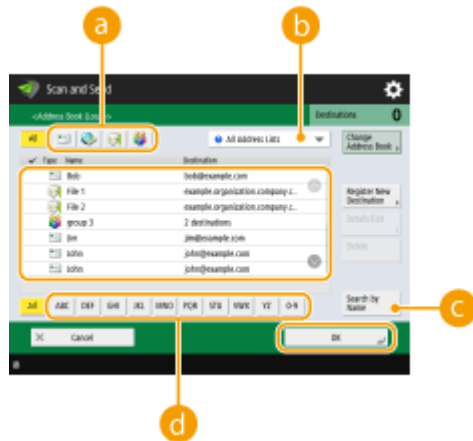 a
b
Scan and Send
<Address Book (Local)>
Destinations 0
All
All Address Lists
Change Address Book
Type Name Destination
Bob bob@example.com
File 1 example.organization.company.c...
File 2 example.organization.company.c...
group 3 2 destinations
Jim jim@example.com
John john@example.com
John john@example.com
Register New Destination
Details/Edit
Delete
All ABC DEF GHI JKL MNO PQR STU VWX YZ 0-9
Search by Name
c
Cancel
OK
d